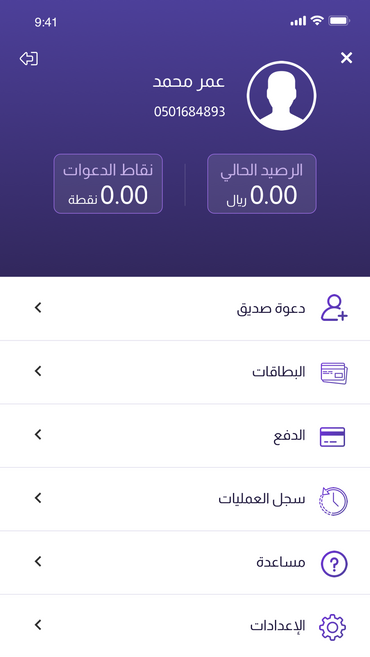 9:41
عمر محمد
0501684893
الرصيد الحالي
0.00 ريال
نقاط الدعوات
0.00 نقطة
دعوة صديق
البطاقات
الدفع
سجل العمليات
مساعدة
الإعدادات